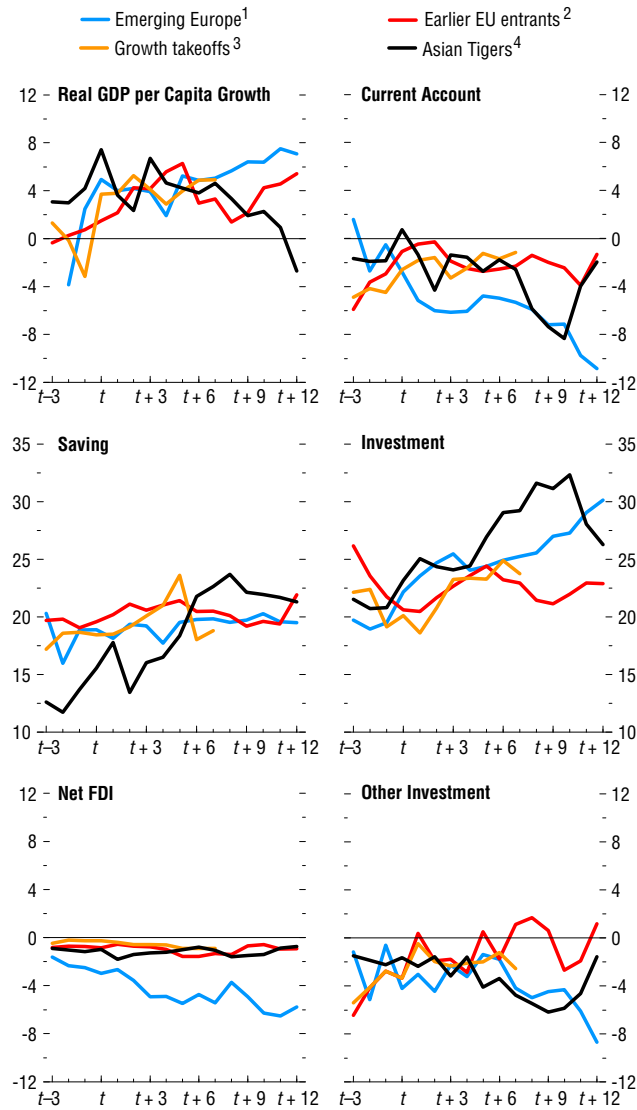 Emerging Europe1 Earlier EU entrants2
Growth takeoffs3 Asian Tigers4
Real GDP per Capita Growth
12
8
4
0
-4
-8
-12
t–3 t t + 3 t + 6 t + 9 t + 12
Current Account
12
8
4
0
-4
-8
-12
t–3 t t + 3 t + 6 t + 9 t + 12
Saving
35
30
25
20
15
10
t–3 t t + 3 t + 6 t + 9 t + 12
Investment
35
30
25
20
15
10
t–3 t t + 3 t + 6 t + 9 t + 12
Net FDI
12
8
4
0
-4
-8
-12
t–3 t t + 3 t + 6 t + 9 t + 12
Other Investment
12
8
4
0
-4
-8
-12
t–3 t t + 3 t + 6 t + 9 t + 12